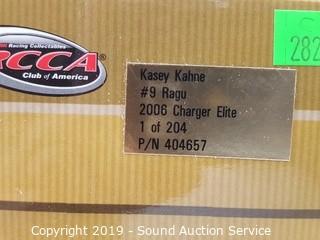 Racing Collectables
RCCA
®
Club of America
282
Kasey Kahne
#9 Ragu
2006 Charger Elite
1 of 204
P/N 404657
Copyright 2019 - Sound Auction Service